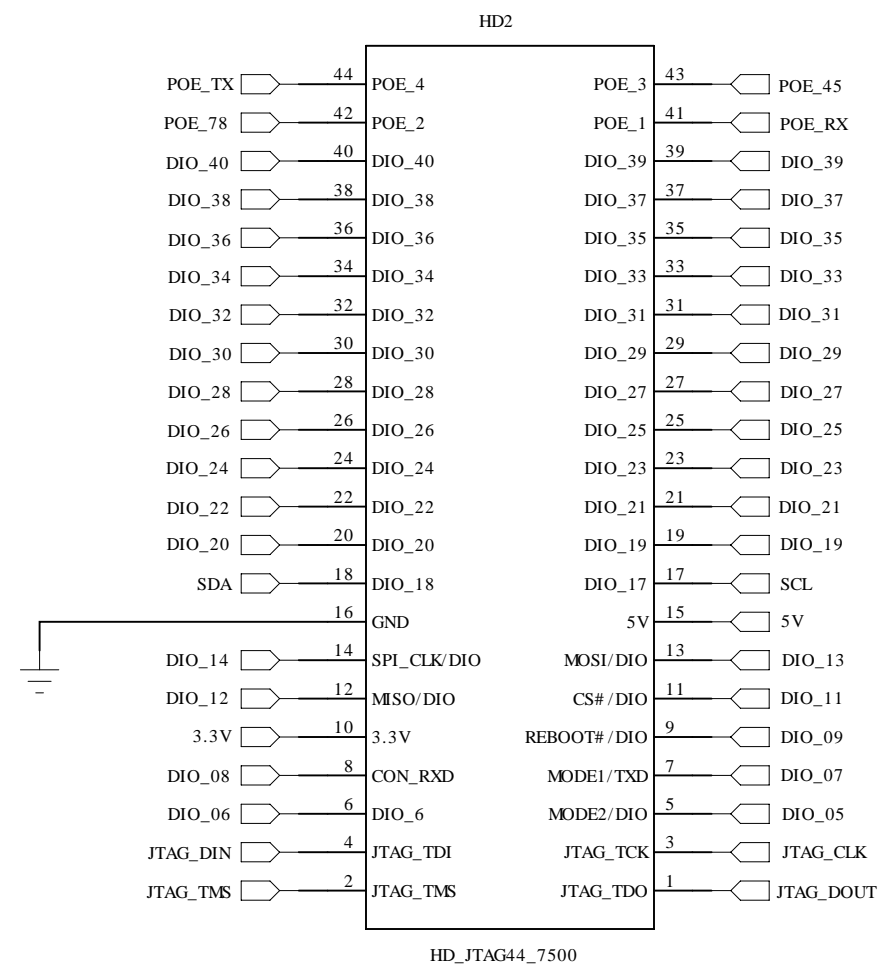 HD2
POE_TX 44 POE_4 POE_3 43 POE_45
POE_78 42 POE_2 POE_1 41 POE_RX
DIO_40 40 DIO_40 DIO_39 39 DIO_39
DIO_38 38 DIO_38 DIO_37 37 DIO_37
DIO_36 36 DIO_36 DIO_35 35 DIO_35
DIO_34 34 DIO_34 DIO_33 33 DIO_33
DIO_32 32 DIO_32 DIO_31 31 DIO_31
DIO_30 30 DIO_30 DIO_29 29 DIO_29
DIO_28 28 DIO_28 DIO_27 27 DIO_27
DIO_26 26 DIO_26 DIO_25 25 DIO_25
DIO_24 24 DIO_24 DIO_23 23 DIO_23
DIO_22 22 DIO_22 DIO_21 21 DIO_21
DIO_20 20 DIO_20 DIO_19 19 DIO_19
SDA 18 DIO_18 DIO_17 17 SCL
16 GND 5V 15 5V
DIO_14 14 SPI_CLK/DIO MOSI/DIO 13 DIO_13
DIO_12 12 MISO/DIO CS#/DIO 11 DIO_11
3.3V 10 3.3V REBOOT#/DIO 9 DIO_09
DIO_08 8 CON_RXD MODE1/TXD 7 DIO_07
DIO_06 6 DIO_6 MODE2/DIO 5 DIO_05
JTAG_DIN 4 JTAG_TDI JTAG_TCK 3 JTAG_CLK
JTAG_TMS 2 JTAG_TMS JTAG_TDO 1 JTAG_DOUT
HD_JTAG44_7500